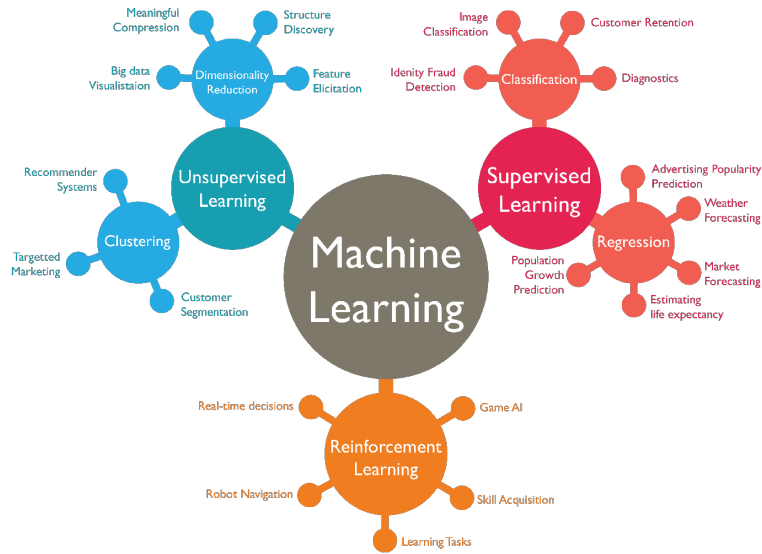 Meaningful
Compression
Structure
Discovery
Big data
Visualistaion
Dimensionality
Reduction
Feature
Elicitation
Unsupervised
Learning
Recommender
Systems
Clustering
Targetted
Marketing
Customer
Segmentation
Machine
Learning
Image
Classification
Customer Retention
Idenity Fraud
Detection
Classification
Diagnostics
Supervised
Learning
Advertising Popularity
Prediction
Weather
Forecasting
Regression
Population
Growth
Prediction
Market
Forecasting
Estimating
life expectancy
Real-time decisions
Game AI
Reinforcement
Learning
Robot Navigation
Skill Acquisition
Learning Tasks